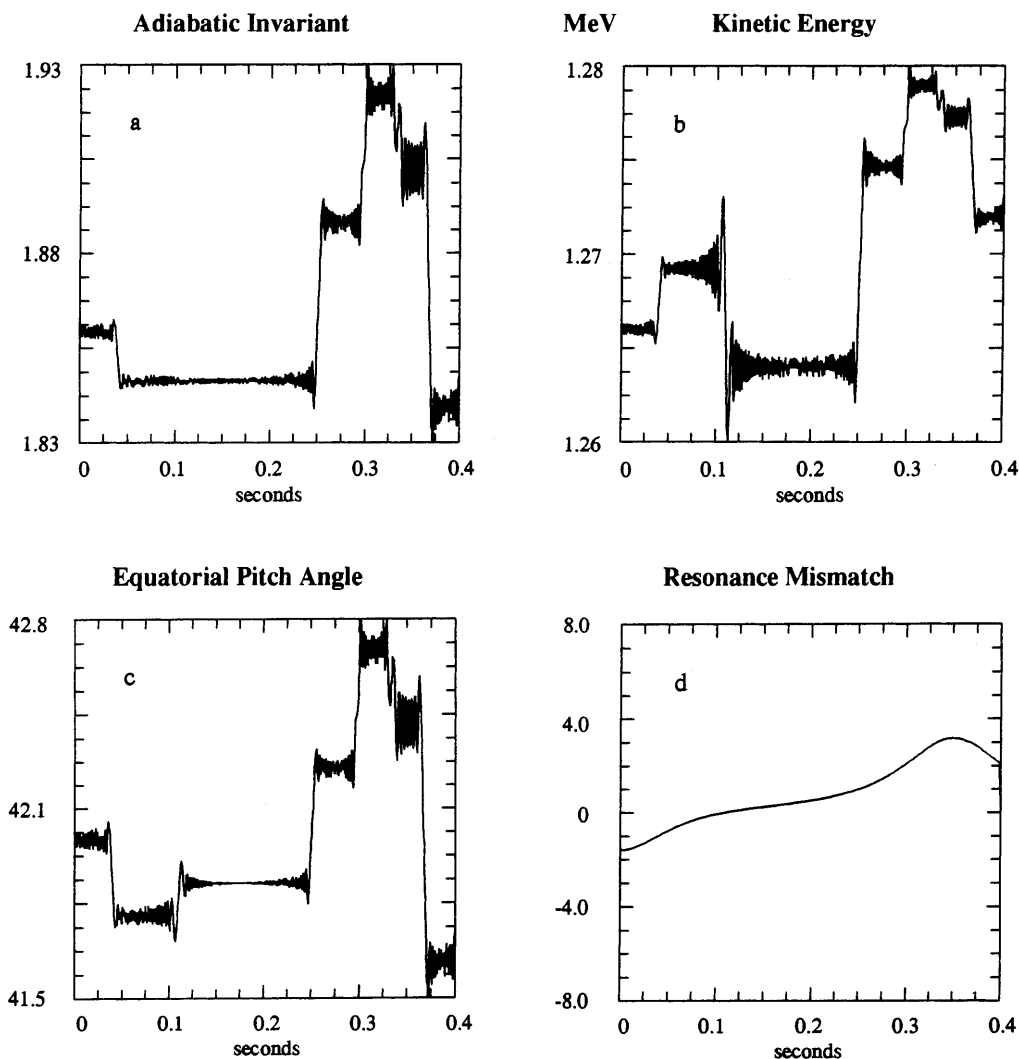 Adiabatic Invariant
1.93
1.88
1.83
a
0 0.1 0.2 0.3 0.4
seconds
MeV Kinetic Energy
1.28
1.27
1.26
b
0 0.1 0.2 0.3 0.4
seconds
Equatorial Pitch Angle
42.8
42.1
41.5
c
0 0.1 0.2 0.3 0.4
seconds
Resonance Mismatch
8.0
4.0
0
-4.0
-8.0
d
0 0.1 0.2 0.3 0.4
seconds